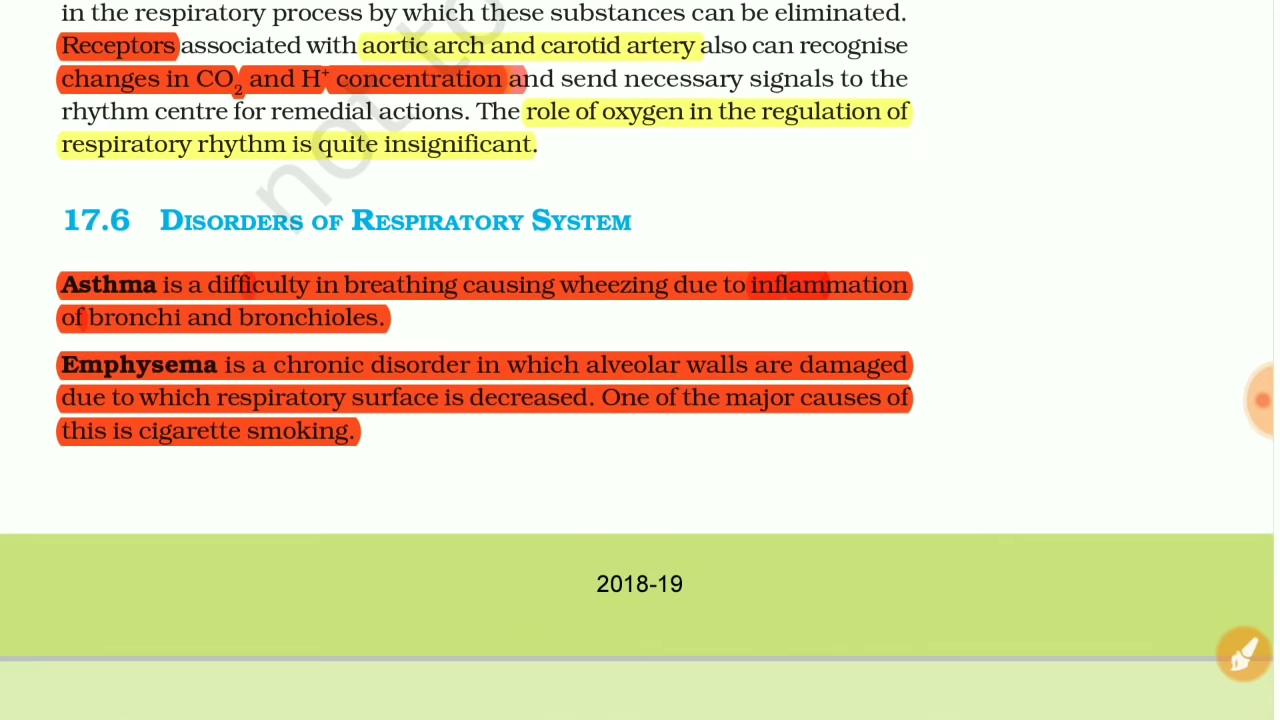 in the respiratory process by which these substances can be eliminated.
Receptors associated with aortic arch and carotid artery also can recognise
changes in CO₂ and H⁺ concentration and send necessary signals to the
rhythm centre for remedial actions. The role of oxygen in the regulation of
respiratory rhythm is quite insignificant.
17.6 Disorders of Respiratory System
Asthma is a difficulty in breathing causing wheezing due to inflammation
of bronchi and bronchioles.
Emphysema is a chronic disorder in which alveolar walls are damaged
due to which respiratory surface is decreased. One of the major causes of
this is cigarette smoking.
2018-19
not to